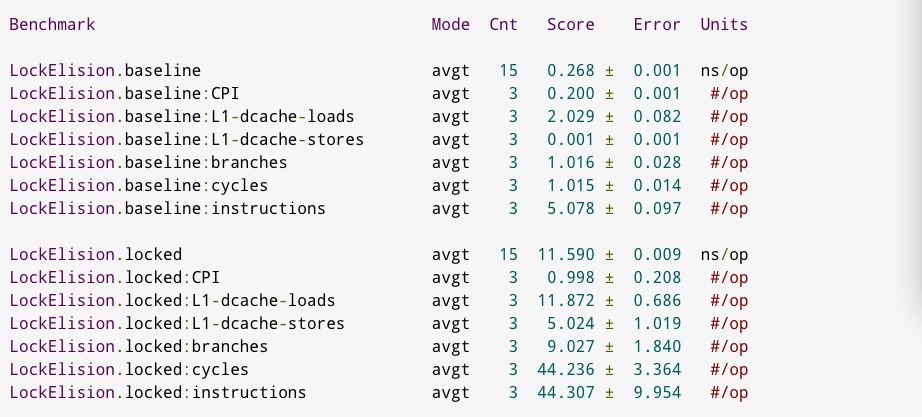 Benchmark Mode Cnt Score Error Units
LockElision.baseline avgt 15 0.268 ± 0.001 ns/op
LockElision.baseline:CPI avgt 3 0.200 ± 0.001 #/op
LockElision.baseline:L1-dcache-loads avgt 3 2.029 ± 0.082 #/op
LockElision.baseline:L1-dcache-stores avgt 3 0.001 ± 0.001 #/op
LockElision.baseline:branches avgt 3 1.016 ± 0.028 #/op
LockElision.baseline:cycles avgt 3 1.015 ± 0.014 #/op
LockElision.baseline:instructions avgt 3 5.078 ± 0.097 #/op
LockElision.locked avgt 15 11.590 ± 0.009 ns/op
LockElision.locked:CPI avgt 3 0.998 ± 0.208 #/op
LockElision.locked:L1-dcache-loads avgt 3 11.872 ± 0.686 #/op
LockElision.locked:L1-dcache-stores avgt 3 5.024 ± 1.019 #/op
LockElision.locked:branches avgt 3 9.027 ± 1.840 #/op
LockElision.locked:cycles avgt 3 44.236 ± 3.364 #/op
LockElision.locked:instructions avgt 3 44.307 ± 9.954 #/op